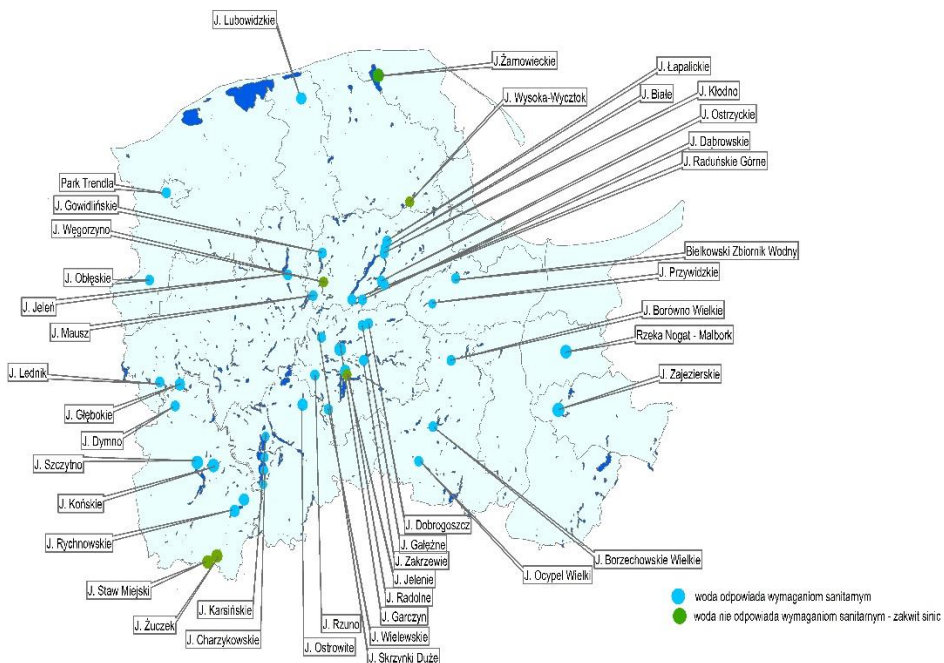 J. Lubowidzkie
J.Żarnowieckie
J. Łapalickie
J. Białe
J. Kłodno
J. Wysoka-Wycztok
J. Ostrzyckie
J. Dąbrowskie
J. Raduńskie Górne
Park Trendla
J. Gowidlińskie
J. Węgorzyno
J. Obłęskie
J. Jeleń
J. Mausz
Bielkowski Zbiornik Wodny
J. Przywidzkie
J. Borówno Wielkie
Rzeka Nogat - Malbork
J. Zajezierskie
J. Lednik
J. Głębokie
J. Dymno
J. Szczytno
J. Końskie
J. Rychnowskie
J. Staw Miejski
J. Żuczek
J. Karsińskie
J. Charzykowskie
J. Ostrowite
J. Rzuno
J. Skrzynki Duże
J. Wielewskie
J. Garczyn
J. Radolne
J. Jelenie
J. Zakrzewie
J. Gałęźne
J. Dobrogoszcz
J. Ocypel Wielki
J. Borzechowskie Wielkie
woda odpowiada wymaganiom sanitarnym
woda nie odpowiada wymaganiom sanitarnym - zakwit sinic